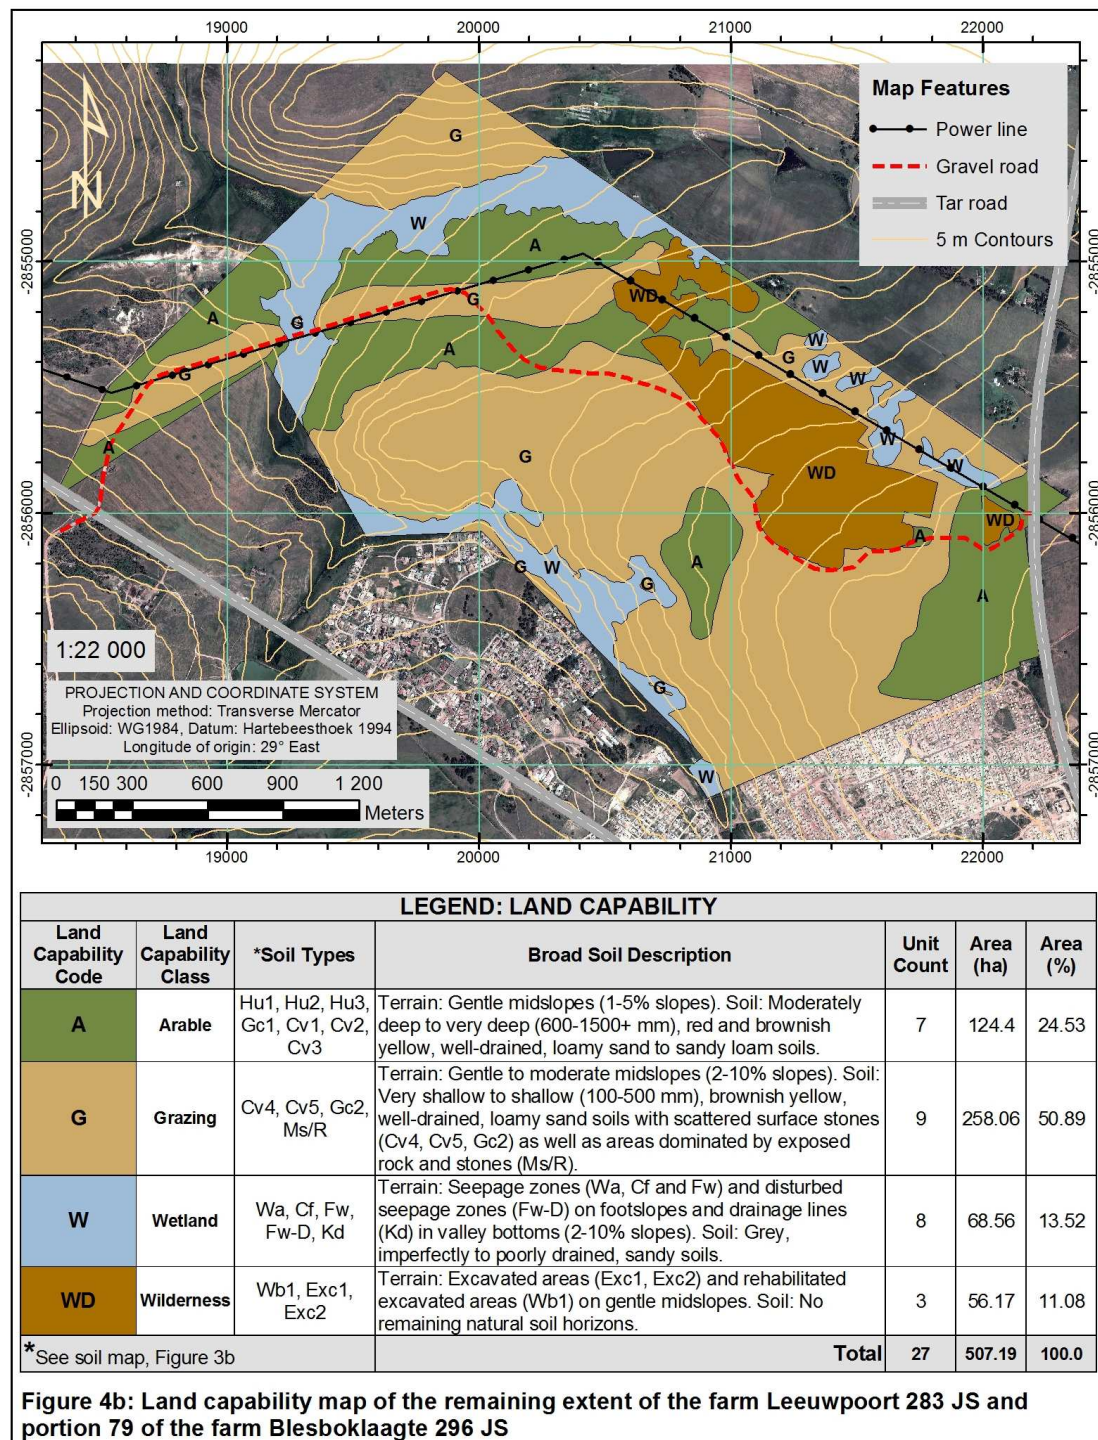 19000 20000 21000 22000
Map Features
Power line
Gravel road
Tar road
5 m Contours
N
-2855000
-2855000
-2856000
-2856000
-2857000
-2857000
G
W
A
WD
A
G
G
A
G
W
G
W
W
A
W
G
W
WD
WD
A
A
G
W
G
A
G
W
1:22 000
PROJECTION AND COORDINATE SYSTEM
Projection method: Transverse Mercator
Ellipsoid: WG1984, Datum: Hartebeesthoek 1994
Longitude of origin: 29° East
0 150 300 600 900 1 200
Meters
19000 20000 21000 22000
LEGEND: LAND CAPABILITY
Land Capability Code Land Capability Class *Soil Types Broad Soil Description Unit Count Area (ha) Area (%)
A Arable Hu1, Hu2, Hu3, Gc1, Cv1, Cv2, Cv3
Terrain: Gentle midslopes (1-5% slopes). Soil: Moderately
deep to very deep (600-1500+ mm), red and brownish
yellow, well-drained, loamy sand to sandy loam soils.
7 124.4 24.53
G Grazing Cv4, Cv5, Gc2, Ms/R
Terrain: Gentle to moderate midslopes (2-10% slopes). Soil:
Very shallow to shallow (100-500 mm), brownish yellow,
well-drained, loamy sand soils with scattered surface stones
(Cv4, Cv5, Gc2) as well as areas dominated by exposed
rock and stones (Ms/R).
9 258.06 50.89
W Wetland Wa, Cf, Fw, Fw-D, Kd
Terrain: Seepage zones (Wa, Cf and Fw) and disturbed
seepage zones (Fw-D) on footslopes and drainage lines
(Kd) in valley bottoms (2-10% slopes). Soil: Grey,
imperfectly to poorly drained, sandy soils.
8 68.56 13.52
WD Wilderness Wb1, Exc1, Exc2
Terrain: Excavated areas (Exc1, Exc2) and rehabilitated
excavated areas (Wb1) on gentle midslopes. Soil: No
remaining natural soil horizons.
3 56.17 11.08
*See soil map, Figure 3b Total 27 507.19 100.0
Figure 4b: Land capability map of the remaining extent of the farm Leeuwpoort 283 JS and
portion 79 of the farm Blesboklaagte 296 JS